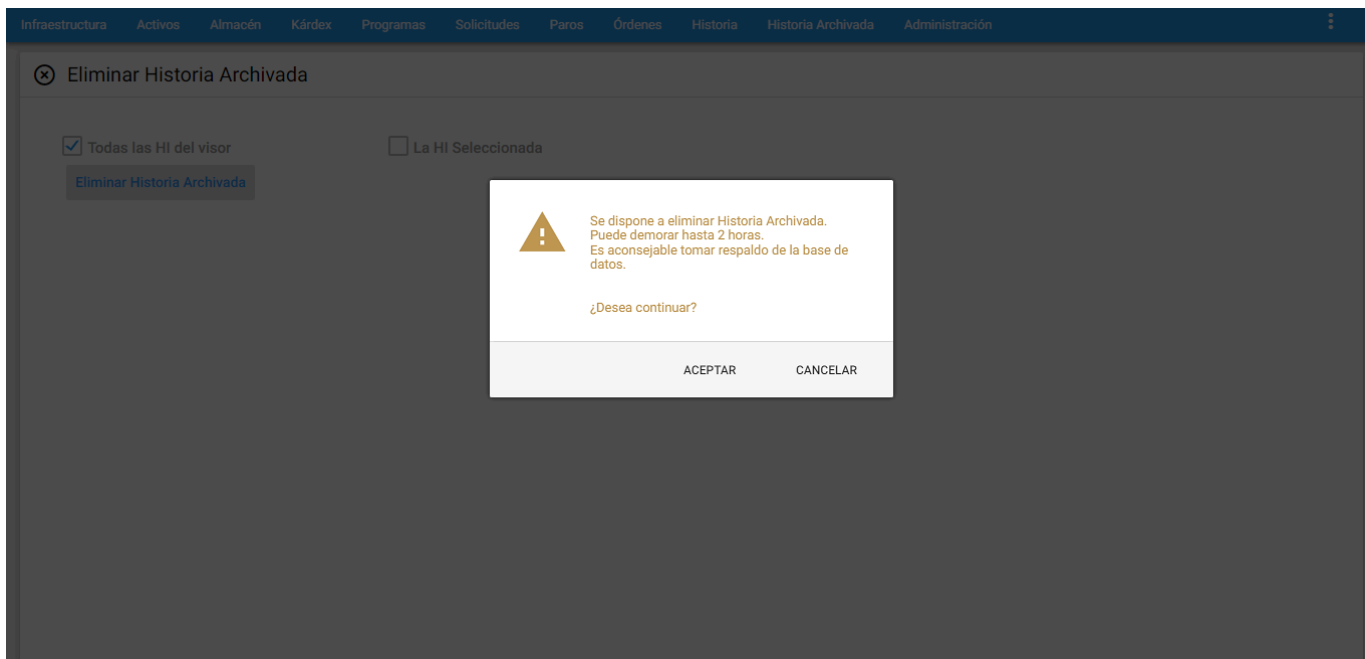 Infraestructura Activos Almacén Kárdex Programas Solicitudes Paros Órdenes Historia Historia Archivada Administración
Eliminar Historia Archivada
Todas las HI del visor La HI Seleccionada
Eliminar Historia Archivada
Se dispone a eliminar Historia Archivada.
Puede demorar hasta 2 horas.
Es aconsejable tomar respaldo de la base de
datos.
¿Desea continuar?
ACEPTAR CANCELAR